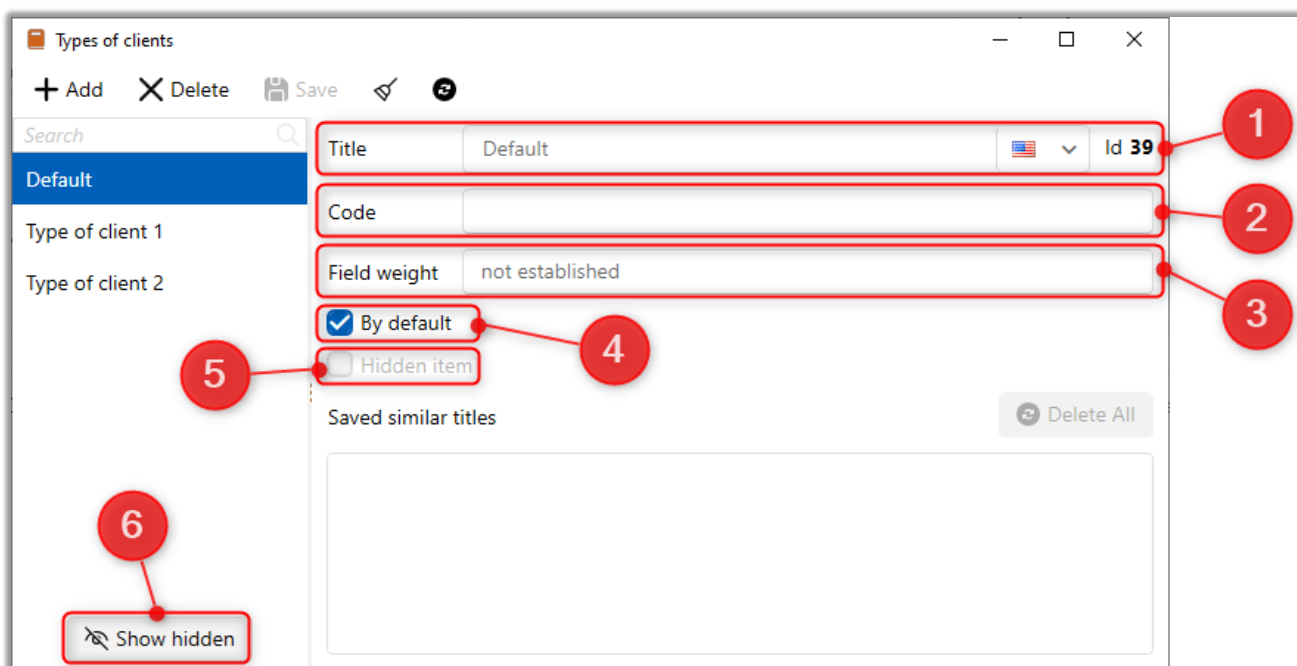 Types of clients
Add Delete Save
Search
Title Default Id 39
1
Default
Code
2
Type of client 1
Field weight not established
Type of client 2
3
By default
4
Hidden item
5
Saved similar titles Delete All
6
Show hidden